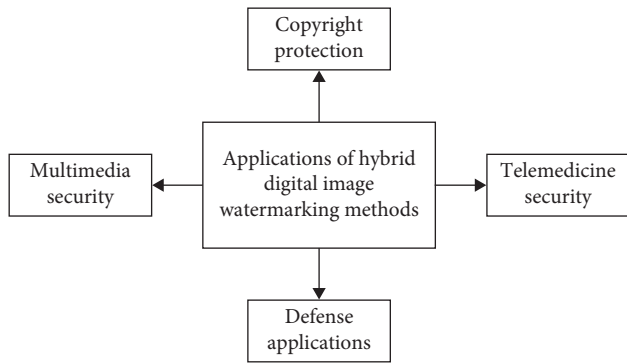 Copyright
protection
Multimedia
security
Applications of hybrid
digital image
watermarking methods
Telemedicine
security
Defense
applications